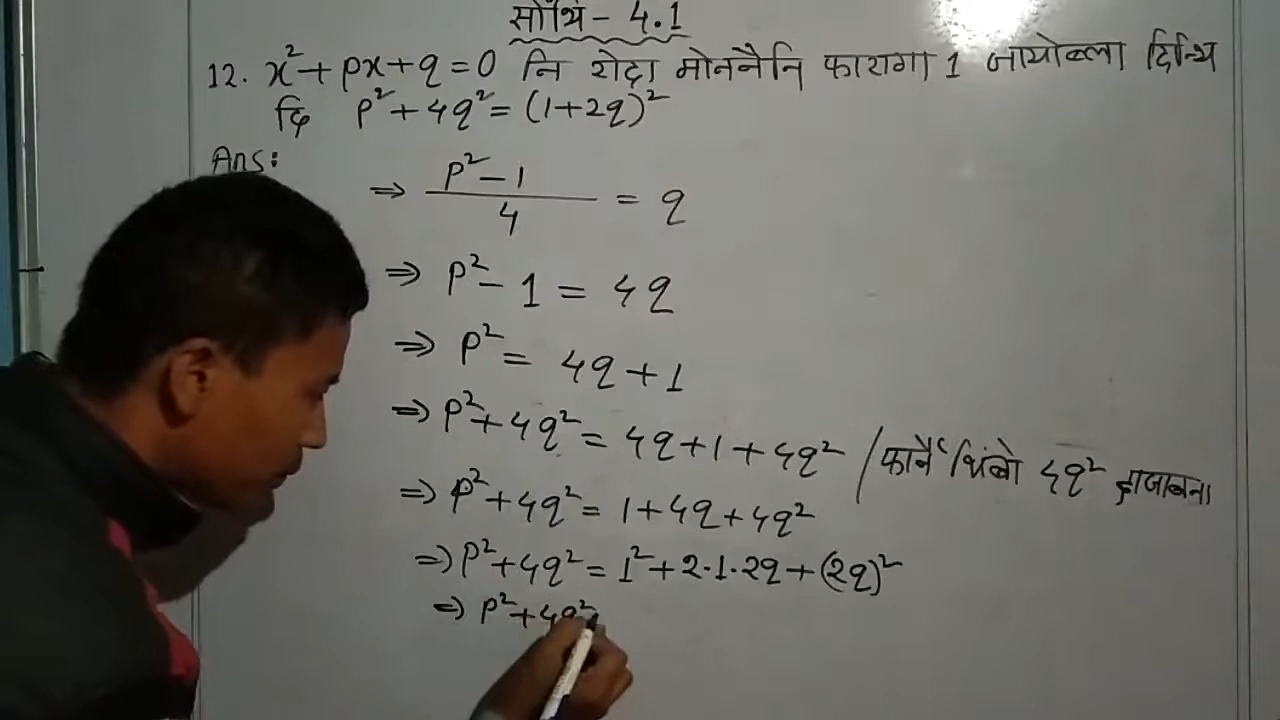 सोंथि - 4.1
12. x² + px + q = 0 नि रोदा मोननैनि फारागा 1 जायोब्ला दिन्थि
दि p² + 4q² = (1+2q)²
Ans:
⇒ p² - 1 / 4 = q
⇒ p² - 1 = 4q
⇒ p² = 4q + 1
⇒ p² + 4q² = 4q + 1 + 4q² / फार्नै थिंबो 4q² दाजाबना
⇒ p² + 4q² = 1 + 4q + 4q²
⇒ p² + 4q² = 1² + 2·1·2q + (2q)²
⇒ p² + 4q²